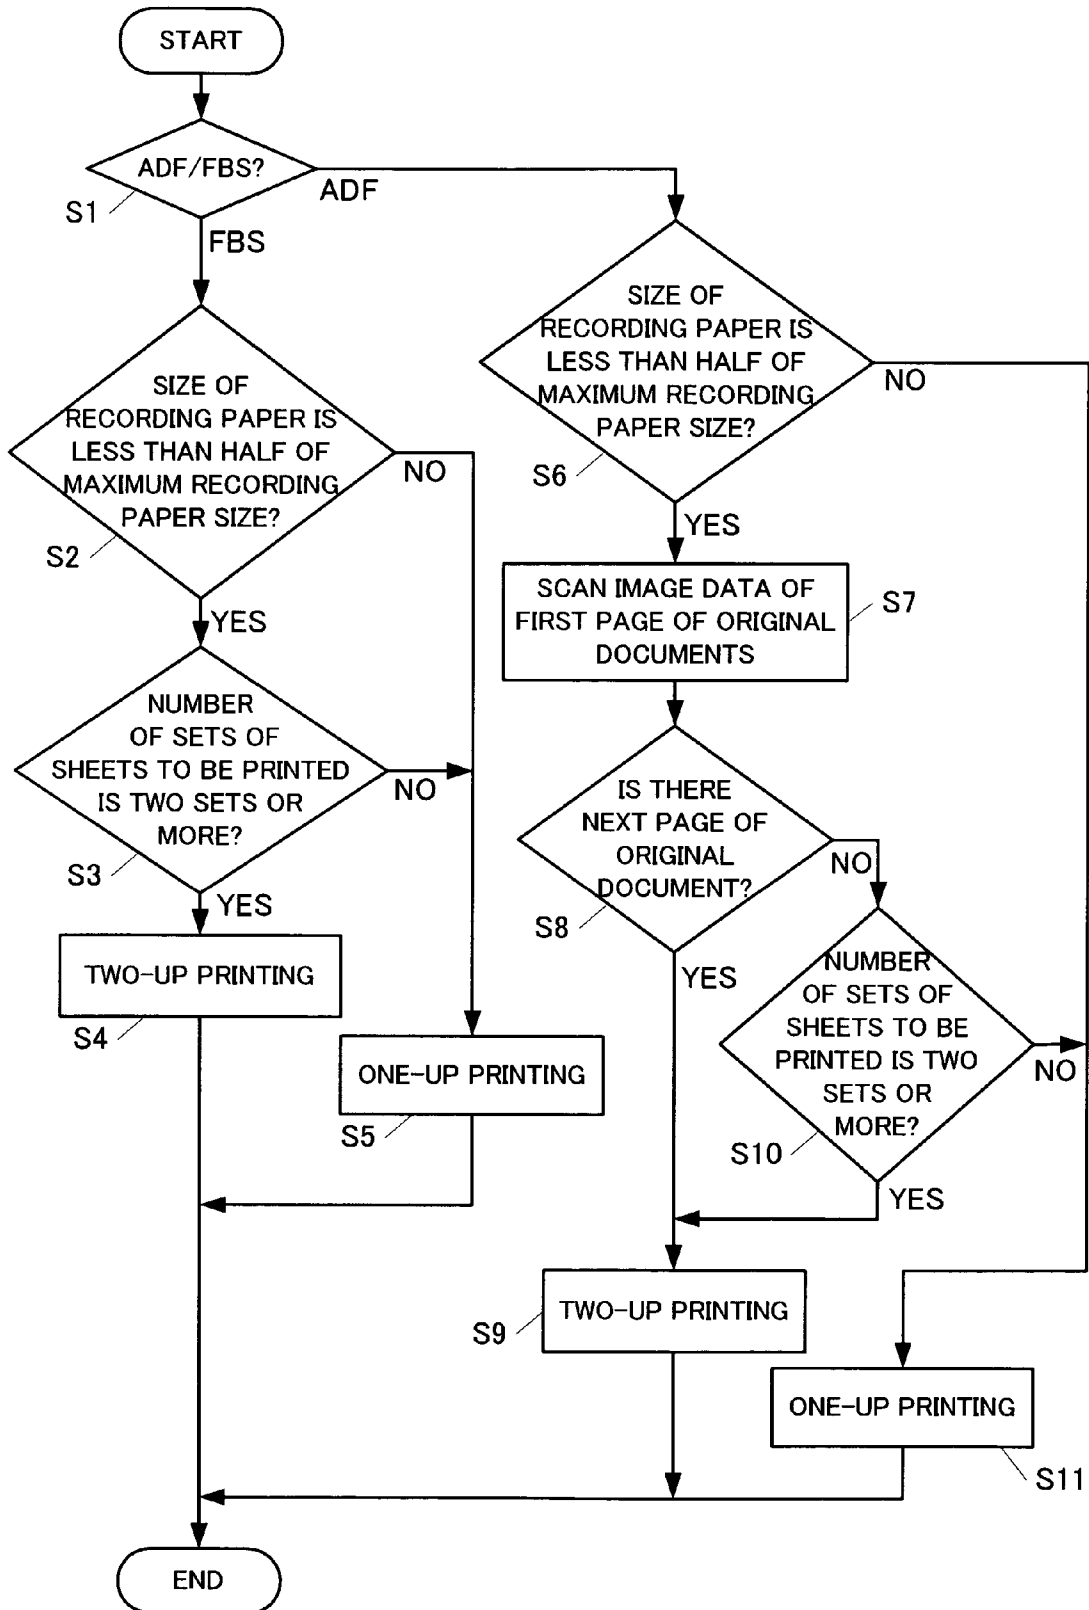 START
ADF/FBS?
S1
ADF
FBS
SIZE OF
RECORDING PAPER IS
LESS THAN HALF OF
MAXIMUM RECORDING
PAPER SIZE?
S2
NO
YES
NUMBER
OF SETS OF
SHEETS TO BE PRINTED
IS TWO SETS OR
MORE?
S3
NO
YES
TWO-UP PRINTING
S4
ONE-UP PRINTING
S5
SIZE OF
RECORDING PAPER IS
LESS THAN HALF OF
MAXIMUM RECORDING
PAPER SIZE?
S6
NO
YES
SCAN IMAGE DATA OF
FIRST PAGE OF ORIGINAL
DOCUMENTS
S7
IS THERE
NEXT PAGE OF
ORIGINAL
DOCUMENT?
S8
NO
YES
NUMBER
OF SETS OF
SHEETS TO BE
PRINTED IS TWO
SETS OR
MORE?
S10
NO
YES
TWO-UP PRINTING
S9
ONE-UP PRINTING
S11
END